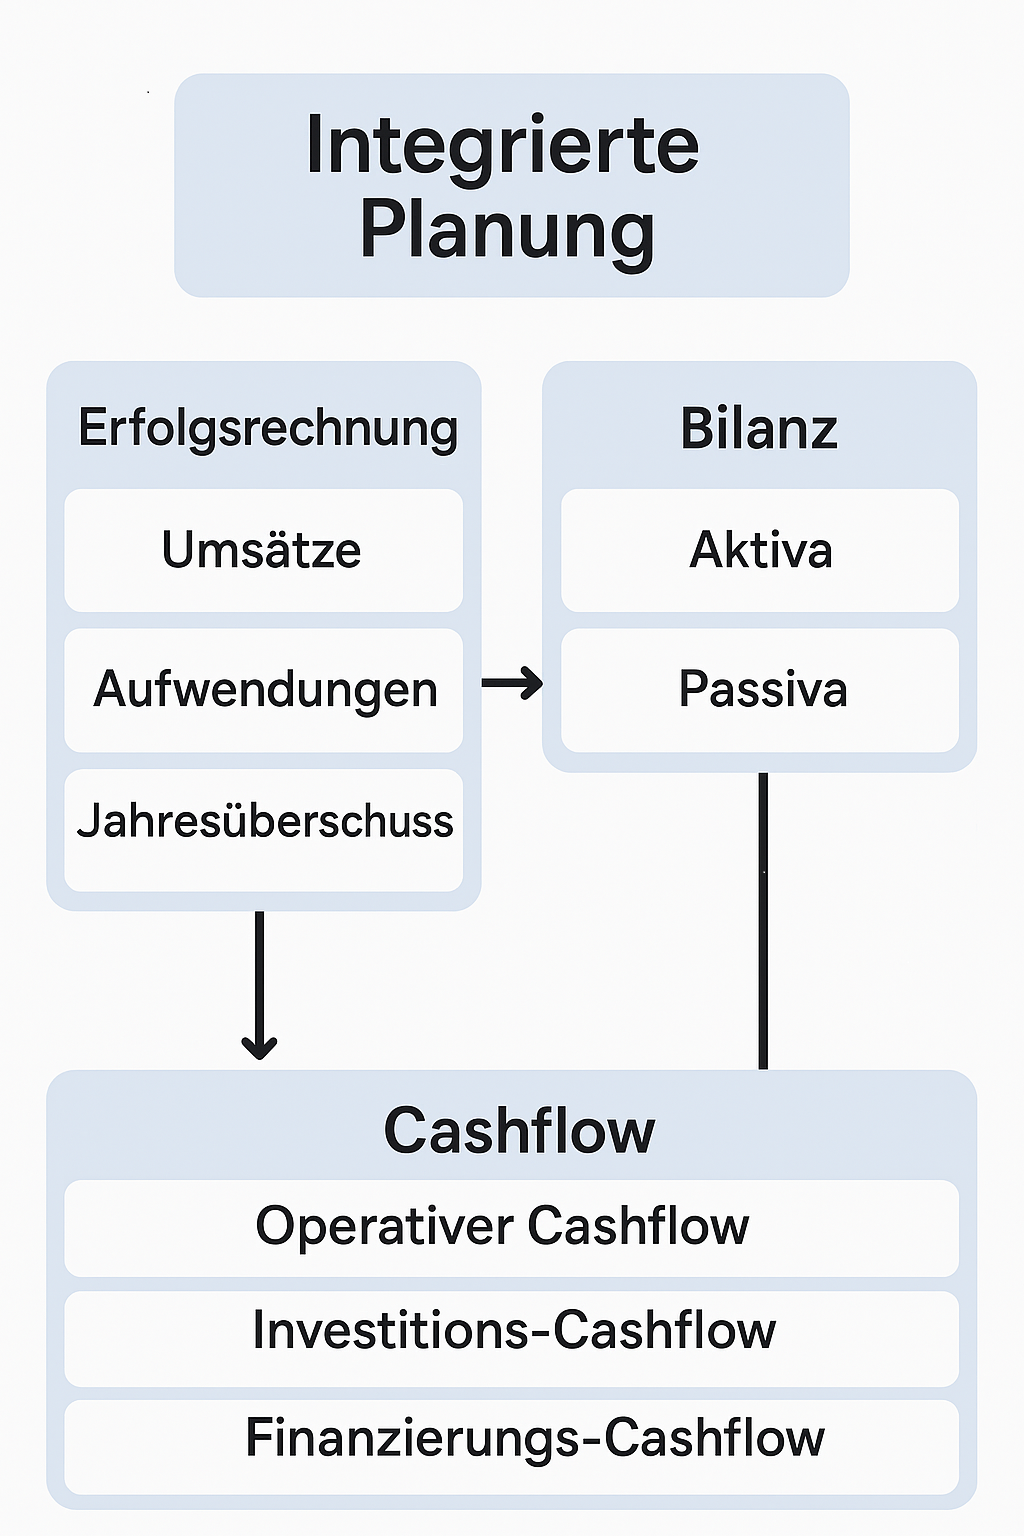 Integrierte
Planung
Erfolgsrechnung
Umsätze
Aufwendungen
Jahresüberschuss
Bilanz
Aktiva
Passiva
Cashflow
Operativer Cashflow
Investitions-Cashflow
Finanzierungs-Cashflow